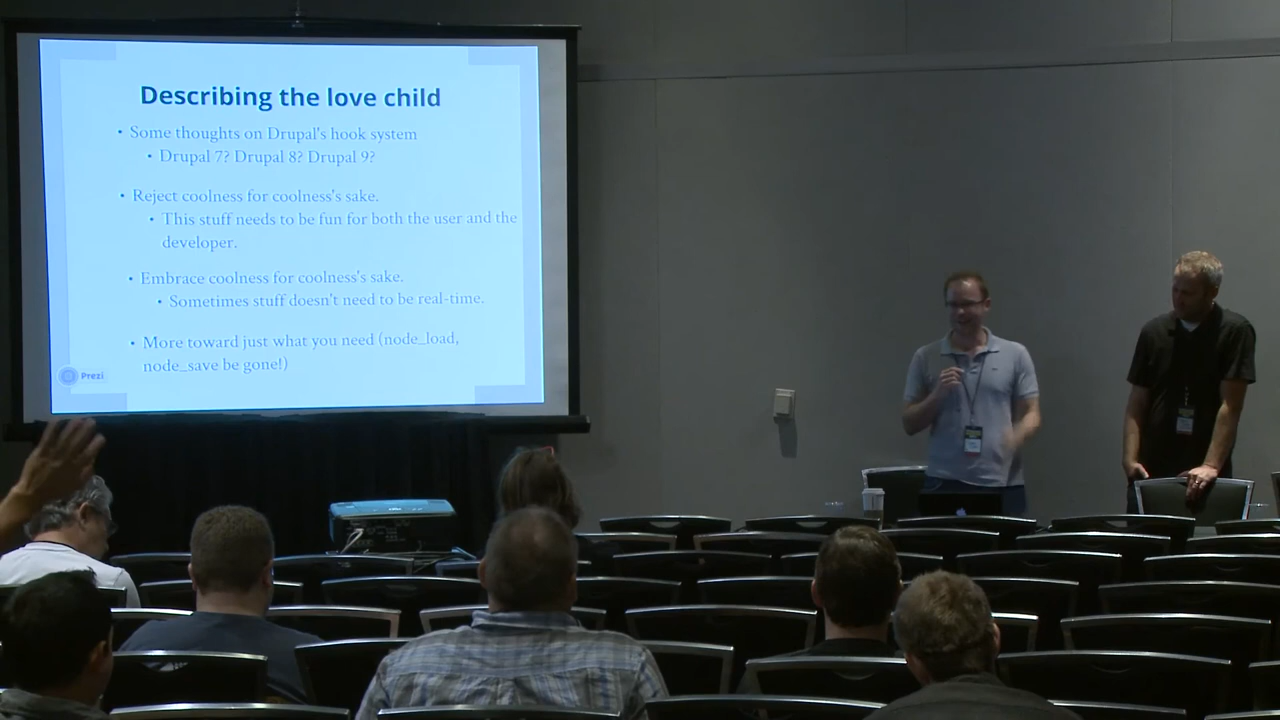 Describing the love child
• Some thoughts on Drupal's hook system
• Drupal 7? Drupal 8? Drupal 9?
• Reject coolness for coolness's sake.
• This stuff needs to be fun for both the user and the
developer.
• Embrace coolness for coolness's sake.
• Sometimes stuff doesn't need to be real-time.
• More toward just what you need (node_load,
node_save be gone!)
Prezi